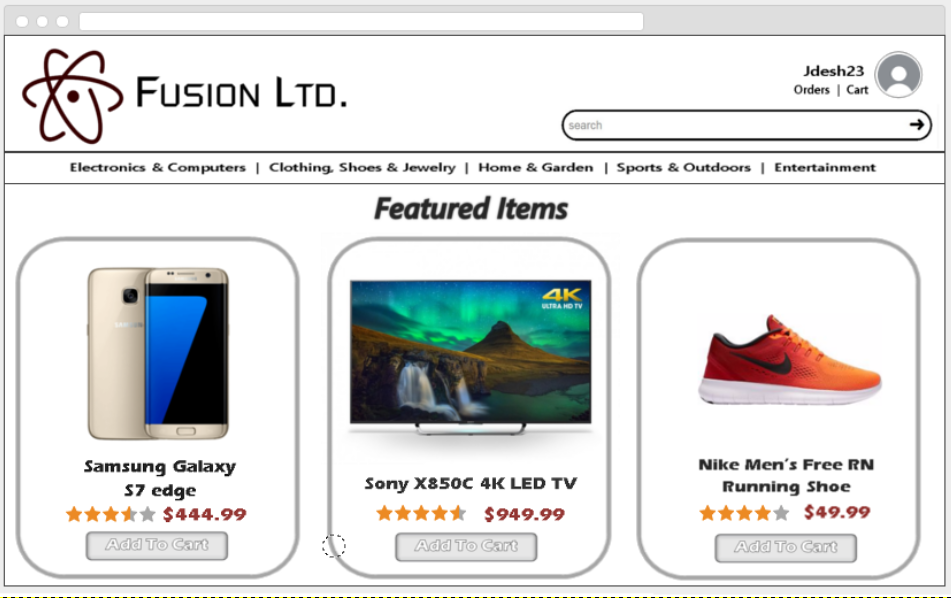 FUSION LTD.
Jdesh23
Orders | Cart
search
Electronics & Computers | Clothing, Shoes & Jewelry | Home & Garden | Sports & Outdoors | Entertainment
Featured Items
SAMSUNG
Samsung Galaxy
S7 edge
$444.99
Add To Cart
4K
ULTRA HD TV
Sony X850C 4K LED TV
$949.99
Add To Cart
Nike Men's Free RN
Running Shoe
$49.99
Add To Cart